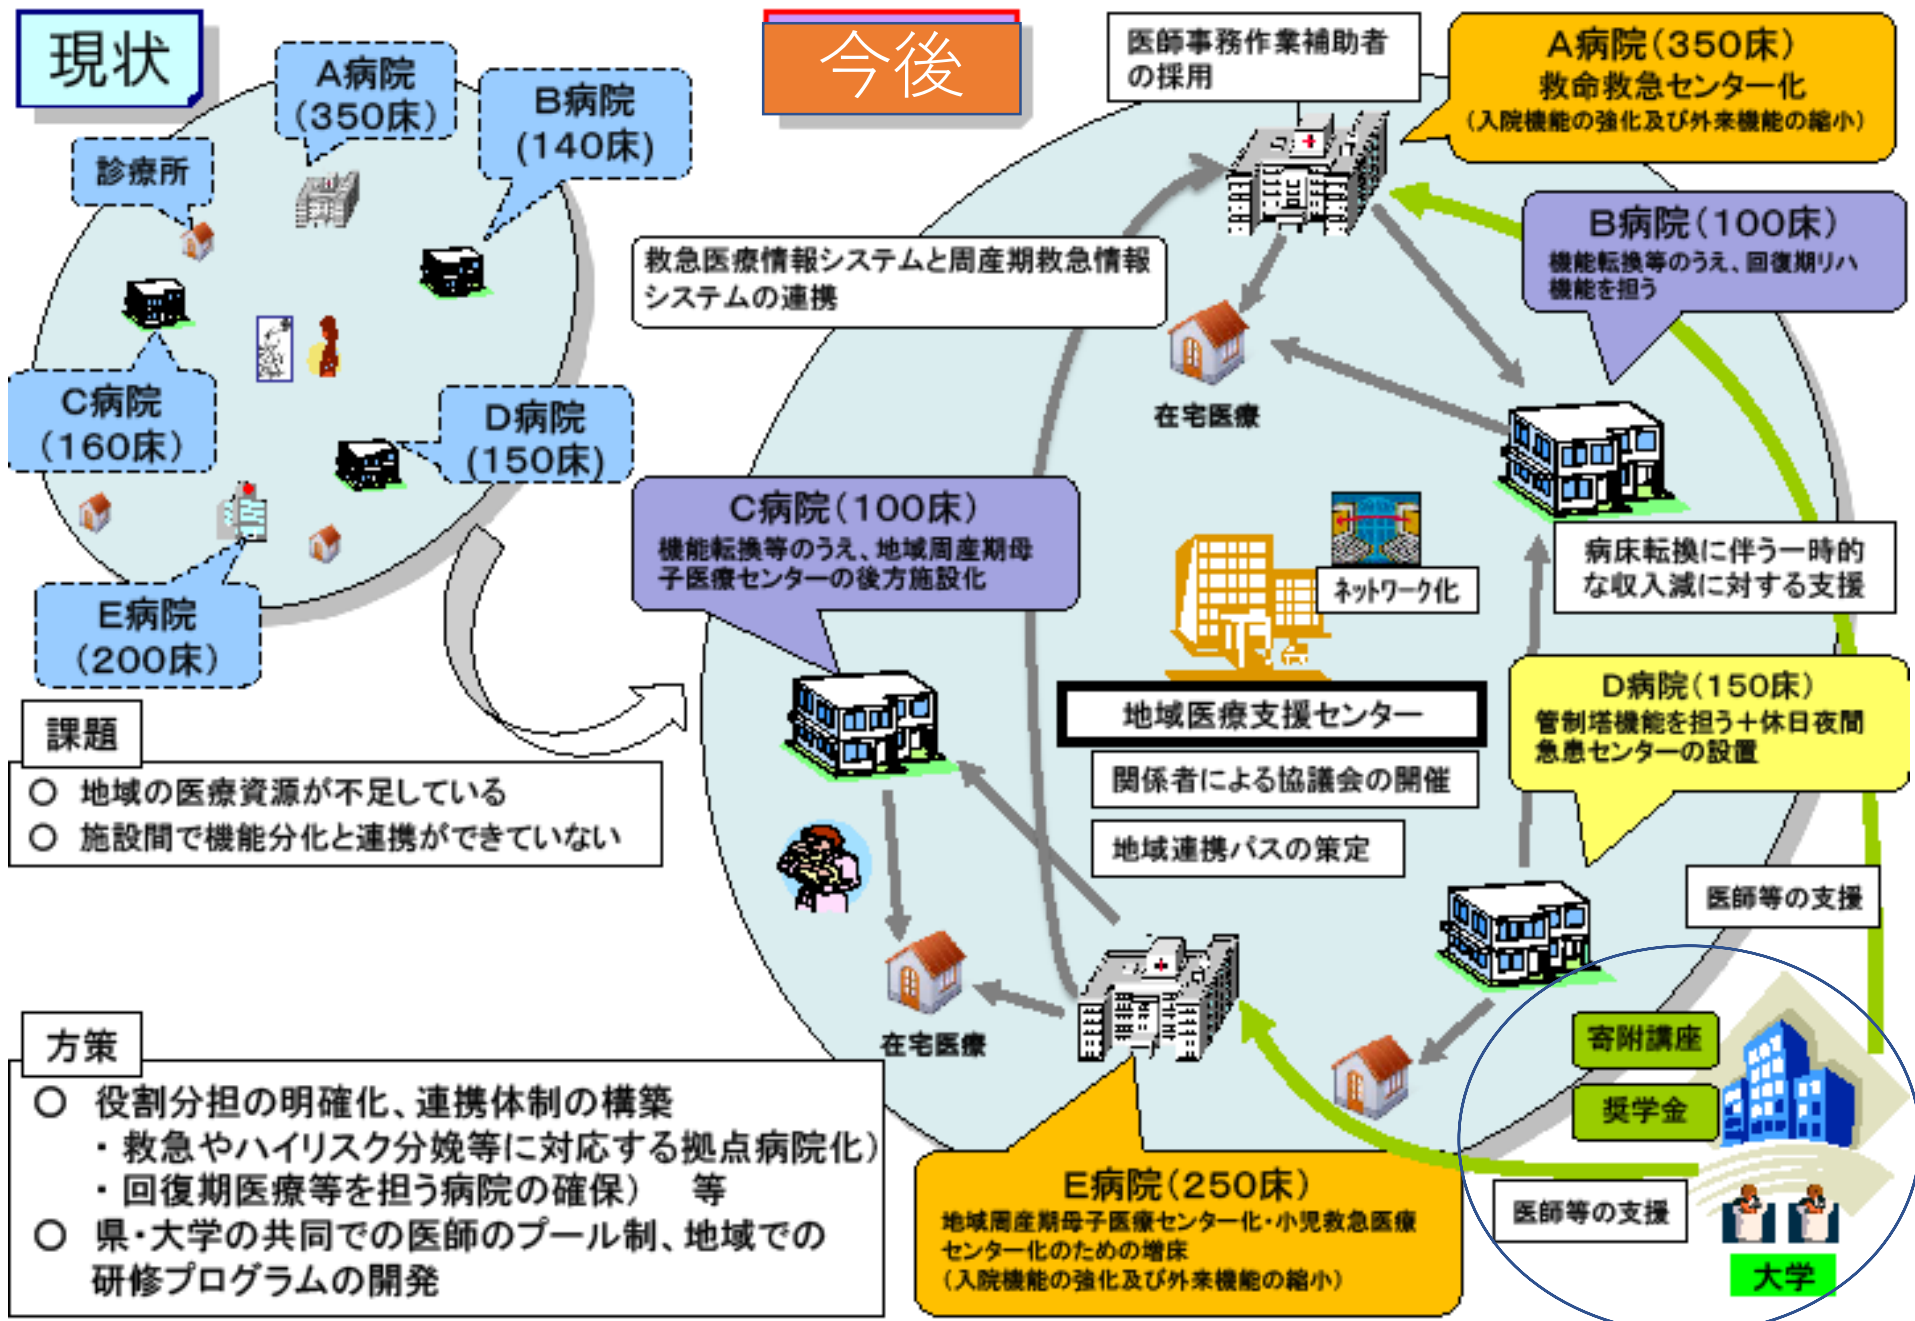 現状
A病院
(350床)
B病院
(140床)
診療所
C病院
(160床)
D病院
(150床)
E病院
(200床)
課題
○ 地域の医療資源が不足している
○ 施設間で機能分化と連携ができていない
方策
○ 役割分担の明確化、連携体制の構築
・救急やハイリスク分娩等に対応する拠点病院化)
・回復期医療等を担う病院の確保) 等
○ 県・大学の共同での医師のプール制、地域での
研修プログラムの開発
今後
医師事務作業補助者
の採用
A病院(350床)
救命救急センター化
(入院機能の強化及び外来機能の縮小)
B病院(100床)
機能転換等のうえ、回復期リハ
機能を担う
救急医療情報システムと周産期救急情報
システムの連携
在宅医療
C病院(100床)
機能転換等のうえ、地域周産期母
子医療センターの後方施設化
ネットワーク化
病床転換に伴う一時的
な収入減に対する支援
地域医療支援センター
関係者による協議会の開催
地域連携パスの策定
D病院(150床)
管制塔機能を担う+休日夜間
急患センターの設置
医師等の支援
在宅医療
寄附講座
奨学金
E病院(250床)
地域周産期母子医療センター化・小児救急医療
センター化のための増床
(入院機能の強化及び外来機能の縮小)
医師等の支援
大学